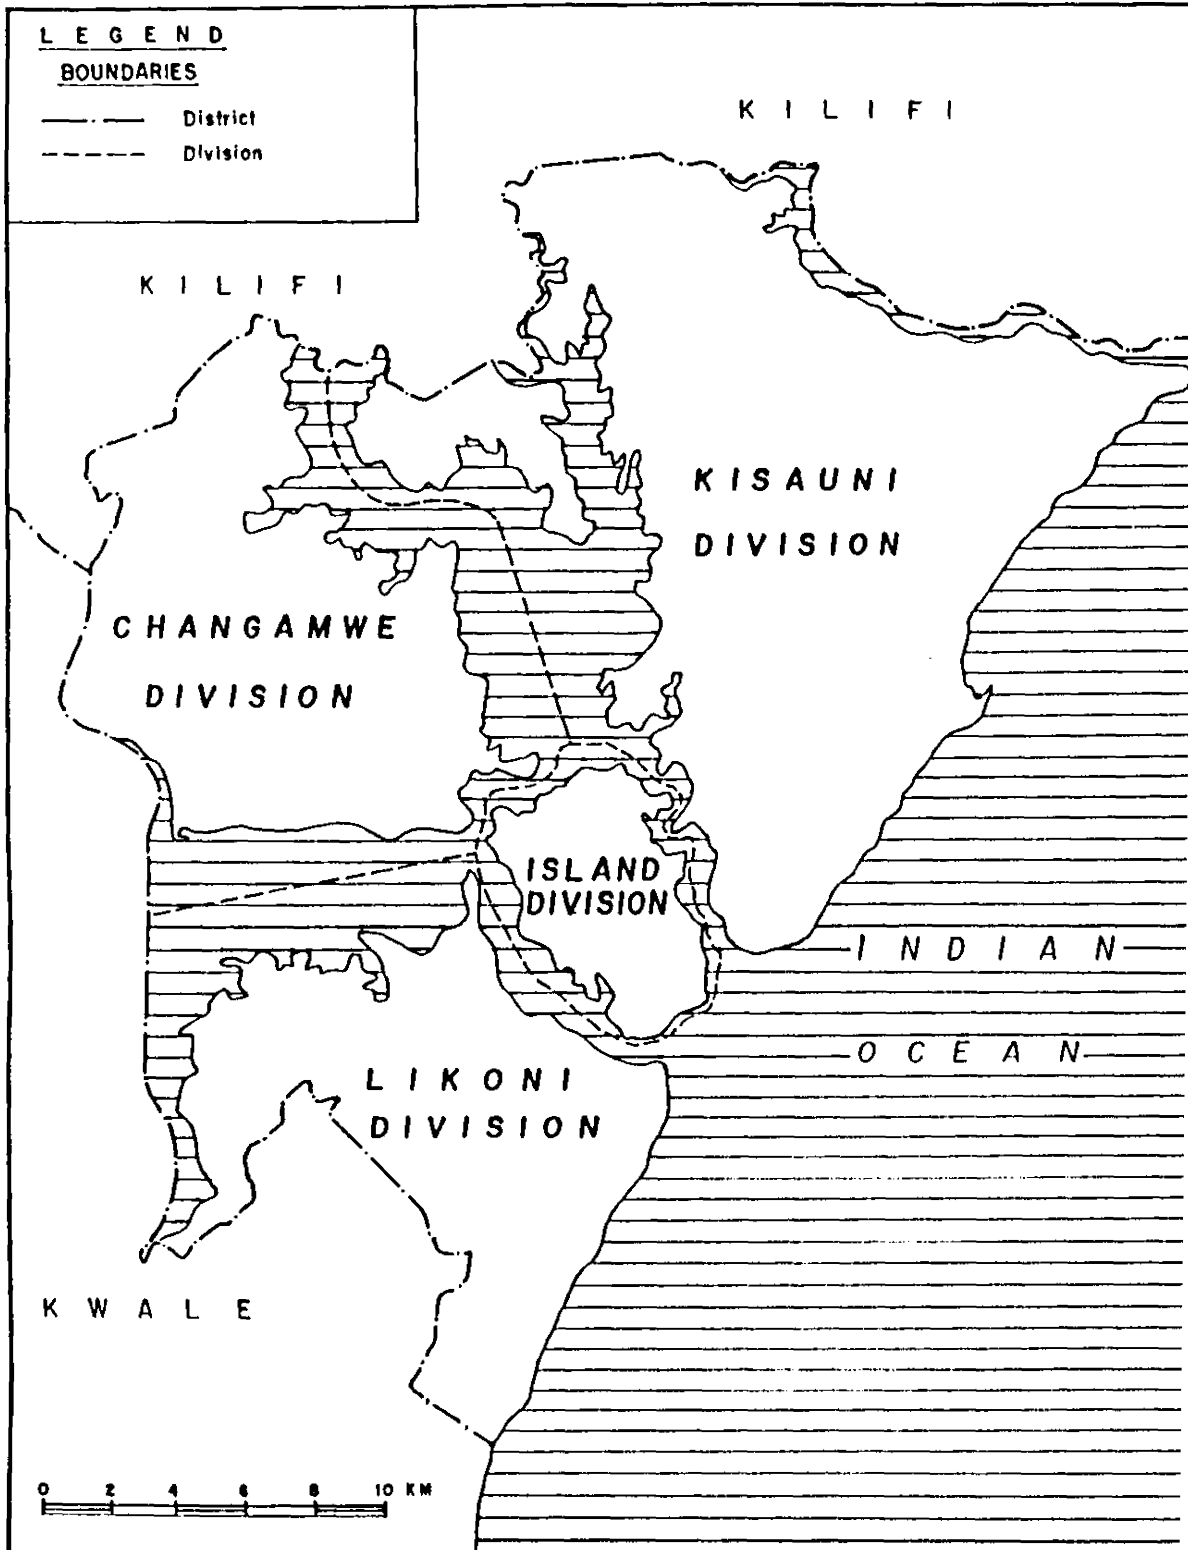 LEGEND
BOUNDARIES
District
Division
KILIFI
KILIFI
KISAUNI
DIVISION
CHANGAMWE
DIVISION
ISLAND
DIVISION
INDIAN
OCEAN
LIKONI
DIVISION
KWALE
0 2 4 6 8 10 KM